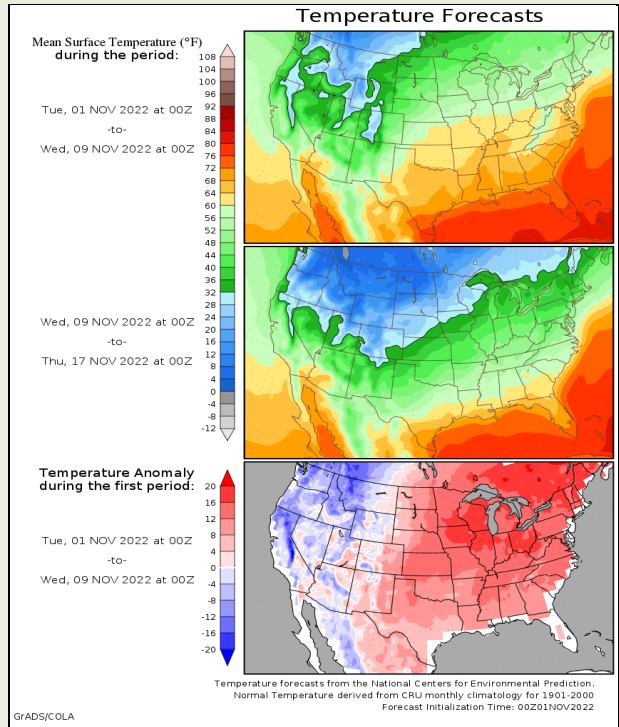 Temperature Forecasts
Mean Surface Temperature (°F)
during the period:
Tue, 01 NOV 2022 at 00Z
-to-
Wed, 09 NOV 2022 at 00Z
108
104
100
96
92
88
84
80
76
72
68
64
60
56
52
48
44
40
36
32
28
24
20
16
12
8
4
0
-4
-8
-12
Wed, 09 NOV 2022 at 00Z
-to-
Thu, 17 NOV 2022 at 00Z
Temperature Anomaly
during the first period:
Tue, 01 NOV 2022 at 00Z
-to-
Wed, 09 NOV 2022 at 00Z
20
16
12
8
4
0
-4
-8
-12
-16
-20
Temperature forecasts from the National Centers for Environmental Prediction.
Normal Temperature derived from CRU monthly climatology for 1901-2000
Forecast Initialization Time: 00Z01NOV2022
GrADS/COLA